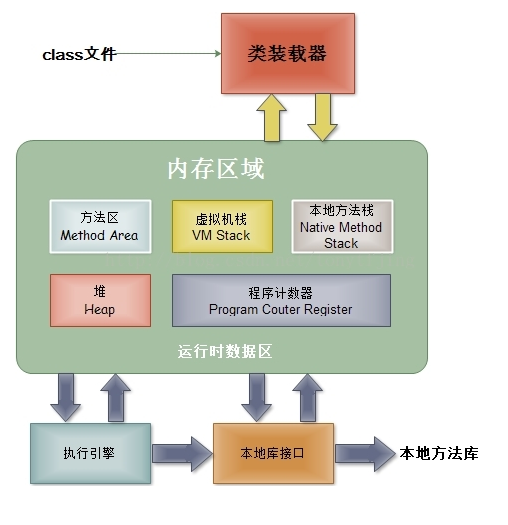 class文件
类装载器
内存区域
方法区
Method Area
虚拟机栈
VM Stack
本地方法栈
Native Method
Stack
堆
Heap
程序计数器
Program Couter Register
运行时数据区
执行引擎
本地库接口
本地方法库